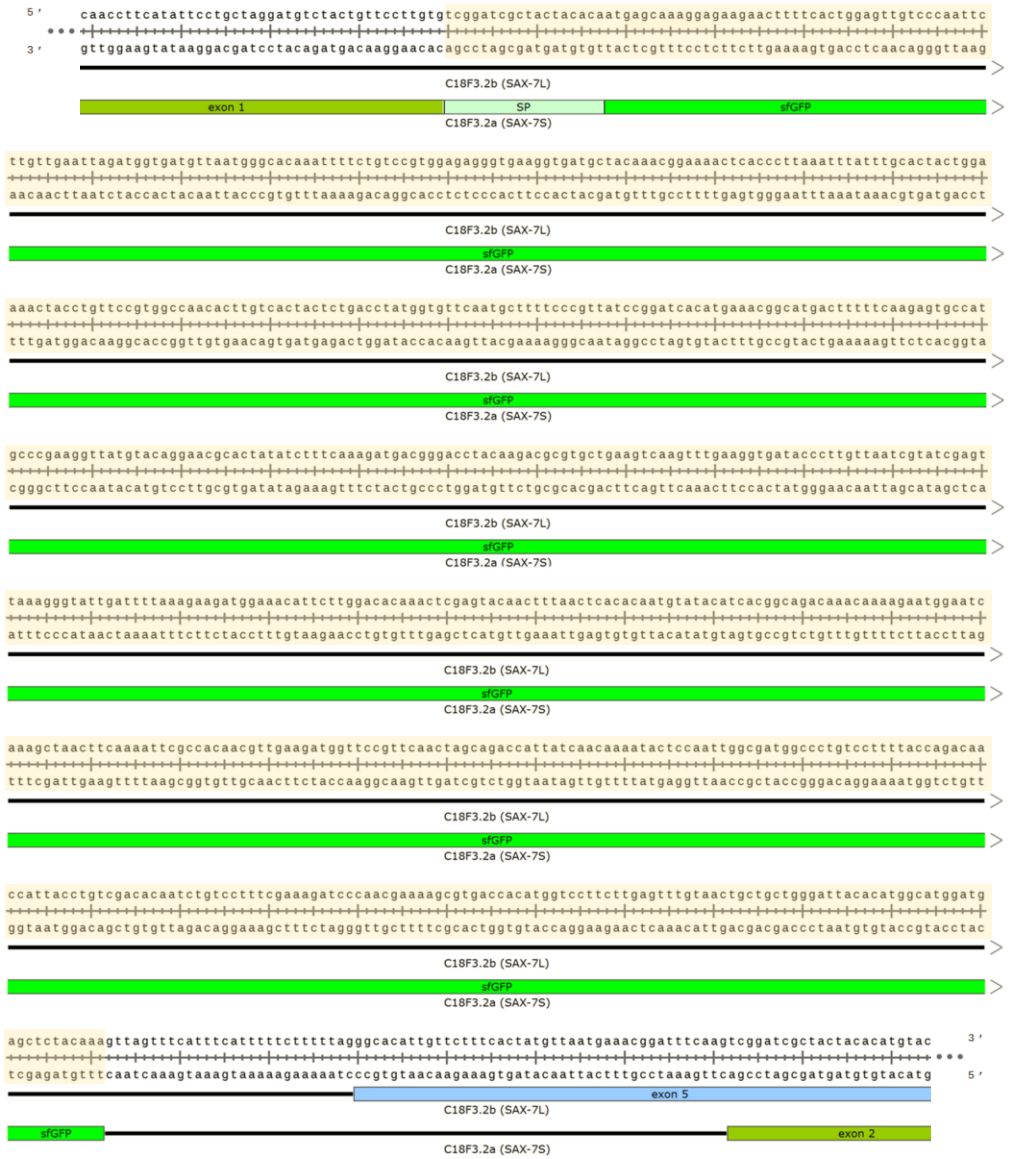 5 ' caaccttcatattcctgctaggatgtctactgttccttgtgtcggatcgctactacacaatgagcaaaggagaagaacttttcactggagttgtcccaattc
3 ' gttggaagtataaggacgatcctacagatgacaaggaacacagcctagcgatgatgtgttactcgtttcctcttcttgaaaagtgacctcaacagggttaag
C18F3.2b (SAX-7L)
exon 1 SP sfGFP
C18F3.2a (SAX-7S)
ttgttgaattagatggtgatgttaatgggcacaaattttctgtccgtggagagggtgaaggtgatgctacaaacggaaaactcacccttaaatttatttgcactactgga
aacaacttaatctaccactacaattacccgtgtttaaaagacaggcacctctcccacttccactacgatgtttgccttttgagtgggaatttaaataaacgtgatgacct
C18F3.2b (SAX-7L)
sfGFP
C18F3.2a (SAX-7S)
aaactacctgttccgtggccaacacttgtcactactctgacctatggtgttcaatgcttttcccgttatccggatcacatgaaacggcatgactttttcaagagtgccat
tttgatggacaaggcaccggttgtgaacagtgatgagactggataccacaagttacgaaaagggcaataggcctagtgtactttgccgtactgaaaaagttctcacggta
C18F3.2b (SAX-7L)
sfGFP
C18F3.2a (SAX-7S)
gcccgaaggttatgtacaggaacgcactatatctttcaaagatgacgggacctacaagacgcgtgctgaagtcaagtttgaaggtgatacccttgttaatcgtatcgagt
cgggcttccaatacatgtccttgcgtgatatagaaagtttctactgccctggatgttctgcgcacgacttcagttcaaacttccactatgggaacaattagcatagctca
C18F3.2b (SAX-7L)
sfGFP
C18F3.2a (SAX-7S)
taaagggtattgattttaaagaagatggaaacattcttggacacaaactcgagtacaactttaactcacacaatgtatacatcacggcagacaaacaaaagaatggaatc
atttcccataactaaaatttcttctacctttgtaagaacctgtgtttgagctcatgttgaaattgagtgtgttacatatgtagtgccgtctgtttgttttcttaccttag
C18F3.2b (SAX-7L)
sfGFP
C18F3.2a (SAX-7S)
aaagctaacttcaaaattcgccacaacgttgaagatggttccgttcaactagcagaccattatcaacaaaatactccaattggcgatggccctgtccttttaccagacaa
tttcgattgaagttttaagcggtgttgcaacttctaccaaggcaagttgatcgtctggtaatagttgttttatgaggttaaccgctaccgggacaggaaaatggtctgtt
C18F3.2b (SAX-7L)
sfGFP
C18F3.2a (SAX-7S)
ccattacctgtcgacacaatctgtcctttcgaaagatcccaacgaaaagcgtgaccacatggtccttcttgagtttgtaactgctgctgggattacacatggcatggatg
ggtaatggacagctgtgttagacaggaaagctttctagggttgcttttcgcactggtgtaccaggaagaactcaaacattgacgacgaccctaatgtgtaccgtacctac
C18F3.2b (SAX-7L)
sfGFP
C18F3.2a (SAX-7S)
agctctacaaagttagtttcatttcatttttctttttagggcacattgttctttcactatgttaatgaaacggatttcaagtcggatcgctactacacatgtac 3 '
tcgagatgtttcaatcaaagtaaagtaaaaagaaaaatcccgtgtaacaagaaagtgatacaattactttgcctaaagttcagcctagcgatgatgtgtacatg 5 '
exon 5
C18F3.2b (SAX-7L)
sfGFP exon 2
C18F3.2a (SAX-7S)